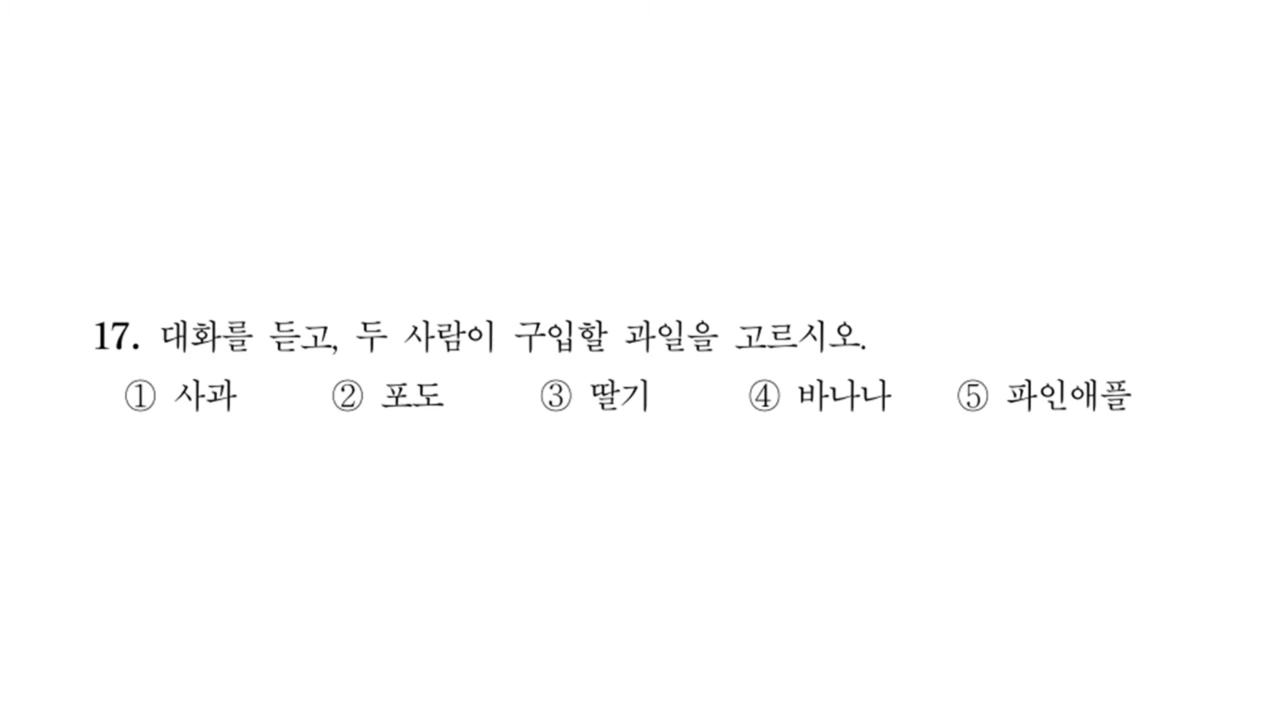 17. 대화를 듣고, 두 사람이 구입할 과일을 고르시오.
① 사과 ② 포도 ③ 딸기 ④ 바나나 ⑤ 파인애플